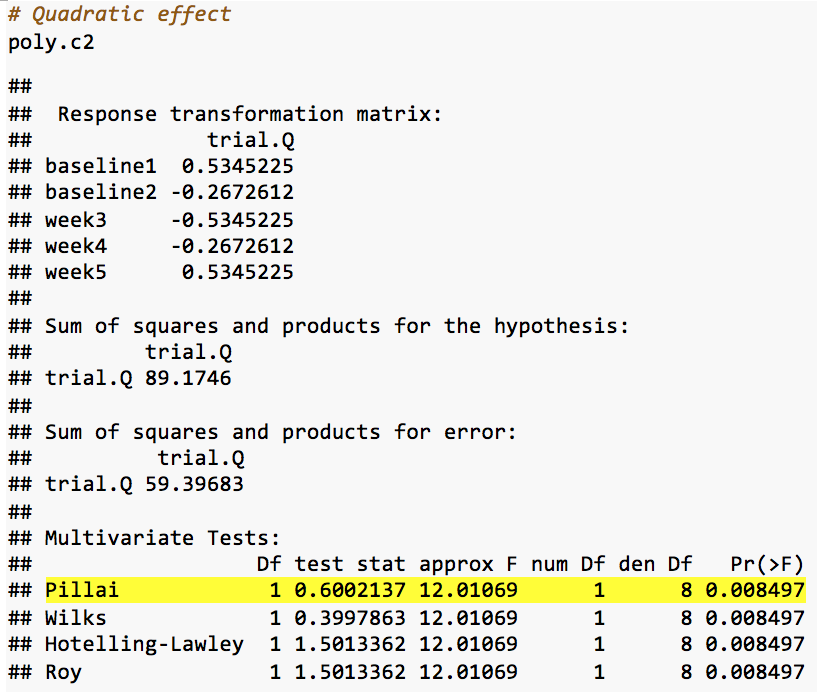 # Quadratic effect
poly.c2
##
##  Response transformation matrix:
##              trial.Q
## baseline1  0.5345225
## baseline2 -0.2672612
## week3     -0.5345225
## week4     -0.2672612
## week5      0.5345225
##
## Sum of squares and products for the hypothesis:
##         trial.Q
## trial.Q 89.1746
##
## Sum of squares and products for error:
##          trial.Q
## trial.Q 59.39683
##
## Multivariate Tests:
##                  Df test stat approx F num Df den Df   Pr(>F)
## Pillai            1 0.6002137 12.01069      1      8 0.008497
## Wilks             1 0.3997863 12.01069      1      8 0.008497
## Hotelling-Lawley  1 1.5013362 12.01069      1      8 0.008497
## Roy               1 1.5013362 12.01069      1      8 0.008497